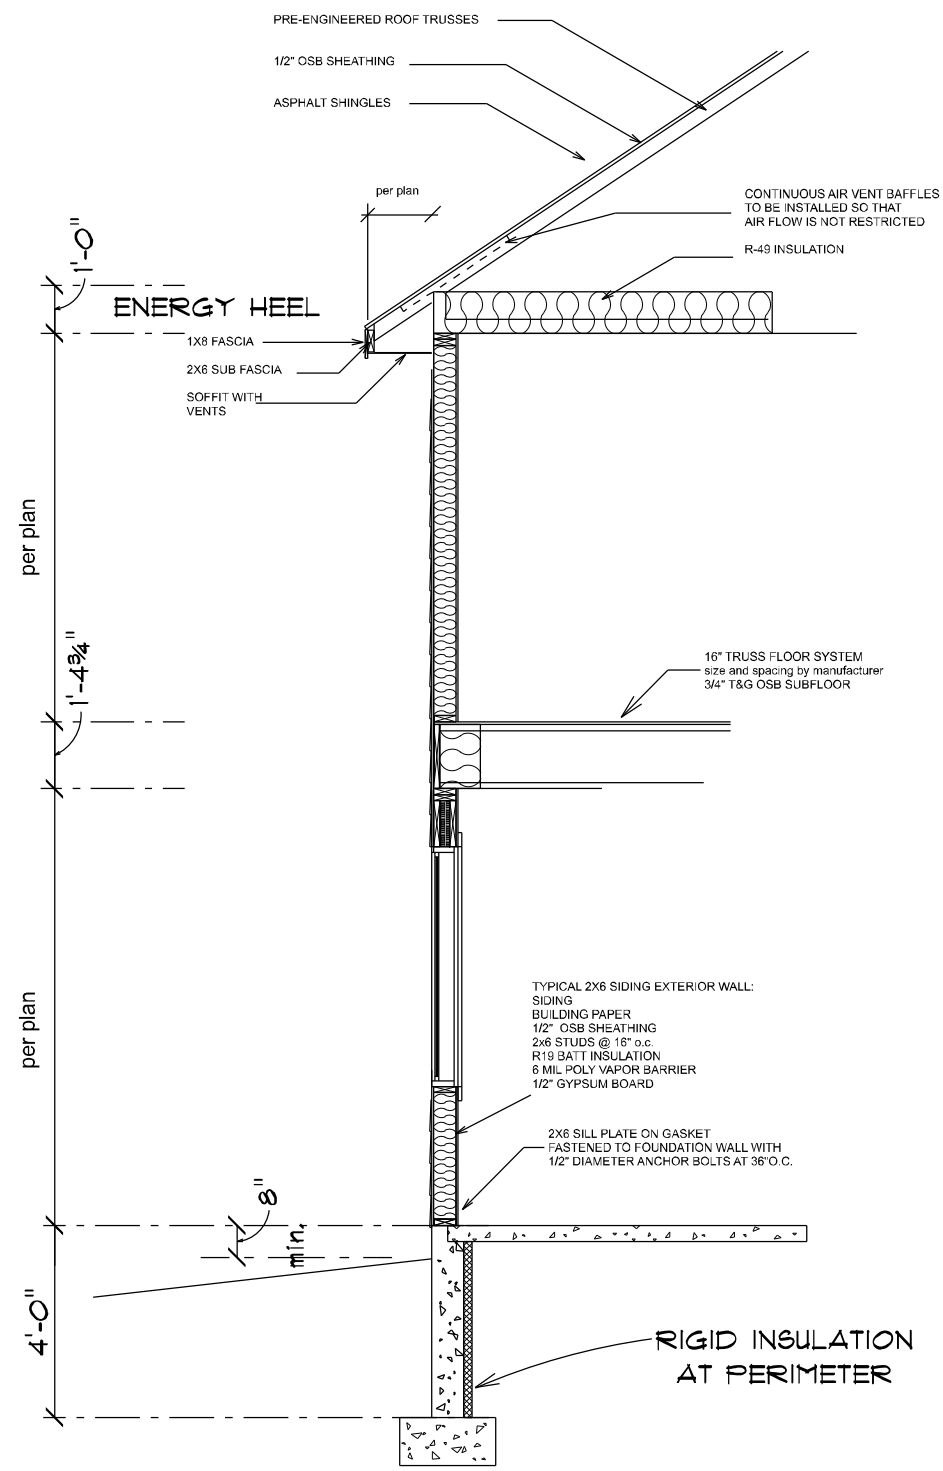 PRE-ENGINEERED ROOF TRUSSES
1/2" OSB SHEATHING
ASPHALT SHINGLES
per plan
CONTINUOUS AIR VENT BAFFLES
TO BE INSTALLED SO THAT
AIR FLOW IS NOT RESTRICTED
R-49 INSULATION
1'-0"
ENERGY HEEL
1X8 FASCIA
2X6 SUB FASCIA
SOFFIT WITH
VENTS
per plan
1'-4¾"
16" TRUSS FLOOR SYSTEM
size and spacing by manufacturer
3/4" T&G OSB SUBFLOOR
per plan
TYPICAL 2X6 SIDING EXTERIOR WALL:
SIDING
BUILDING PAPER
1/2" OSB SHEATHING
2x6 STUDS @ 16" o.c.
R19 BATT INSULATION
6 MIL POLY VAPOR BARRIER
1/2" GYPSUM BOARD
2X6 SILL PLATE ON GASKET
FASTENED TO FOUNDATION WALL WITH
1/2" DIAMETER ANCHOR BOLTS AT 36"O.C.
8"
min.
4'-0"
RIGID INSULATION
AT PERIMETER